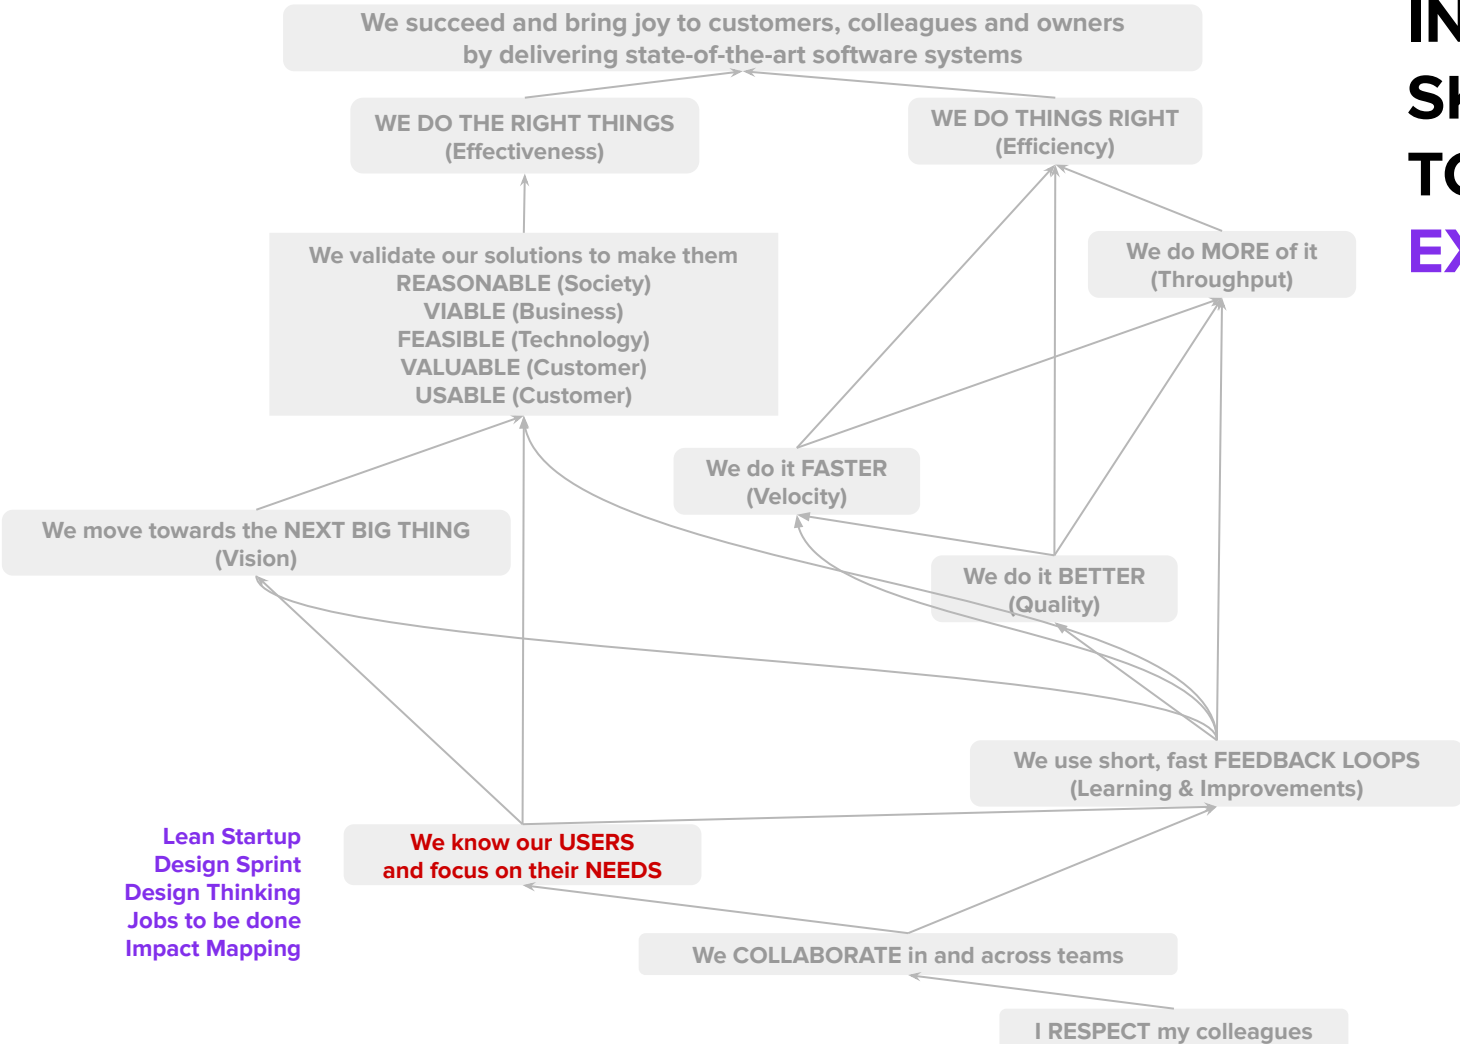 We succeed and bring joy to customers, colleagues and owners
by delivering state-of-the-art software systems
IN
SK
TO
EX
WE DO THE RIGHT THINGS
(Effectiveness)
WE DO THINGS RIGHT
(Efficiency)
We validate our solutions to make them
REASONABLE (Society)
VIABLE (Business)
FEASIBLE (Technology)
VALUABLE (Customer)
USABLE (Customer)
We do MORE of it
(Throughput)
We do it FASTER
(Velocity)
We move towards the NEXT BIG THING
(Vision)
We do it BETTER
(Quality)
We use short, fast FEEDBACK LOOPS
(Learning & Improvements)
Lean Startup
Design Sprint
Design Thinking
Jobs to be done
Impact Mapping
We know our USERS
and focus on their NEEDS
We COLLABORATE in and across teams
I RESPECT my colleagues